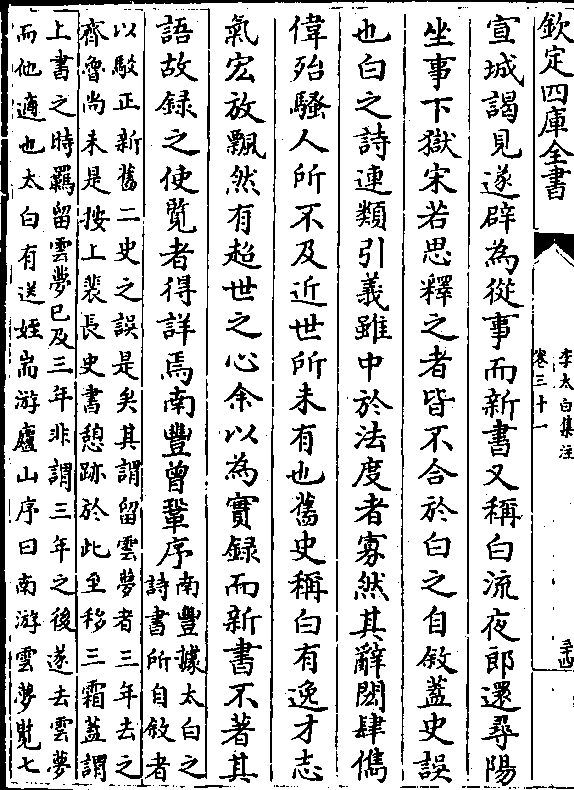 欽定四庫全書
李太白集注
卷三十一
三十四
宣城謁見遂辟為從事而新書又稱白流夜郎還尋陽
坐事下獄宋若思釋之者皆不合於白之自敘蓋史誤
也白之詩連類引義雖中於法度者寡然其辭閎肆儁
偉殆騷人所不及近世所未有也舊史稱白有逸才志
氣宏放飄然有超世之心余以為實録而新書不著其
語故録之使覽者得詳焉南豐曾鞏序
南豐據太白之
詩書所自敘者
以駮正新舊二史之誤是矣其謂留雲夢者三年去之
齊魯尚未是按上裴長史書憩跡於此至移三霜蓋謂
上書之時羈留雲夢已及三年非謂三年之後遂去雲夢
而他適也太白有送姪耑游廬山序曰南游雲夢覽七